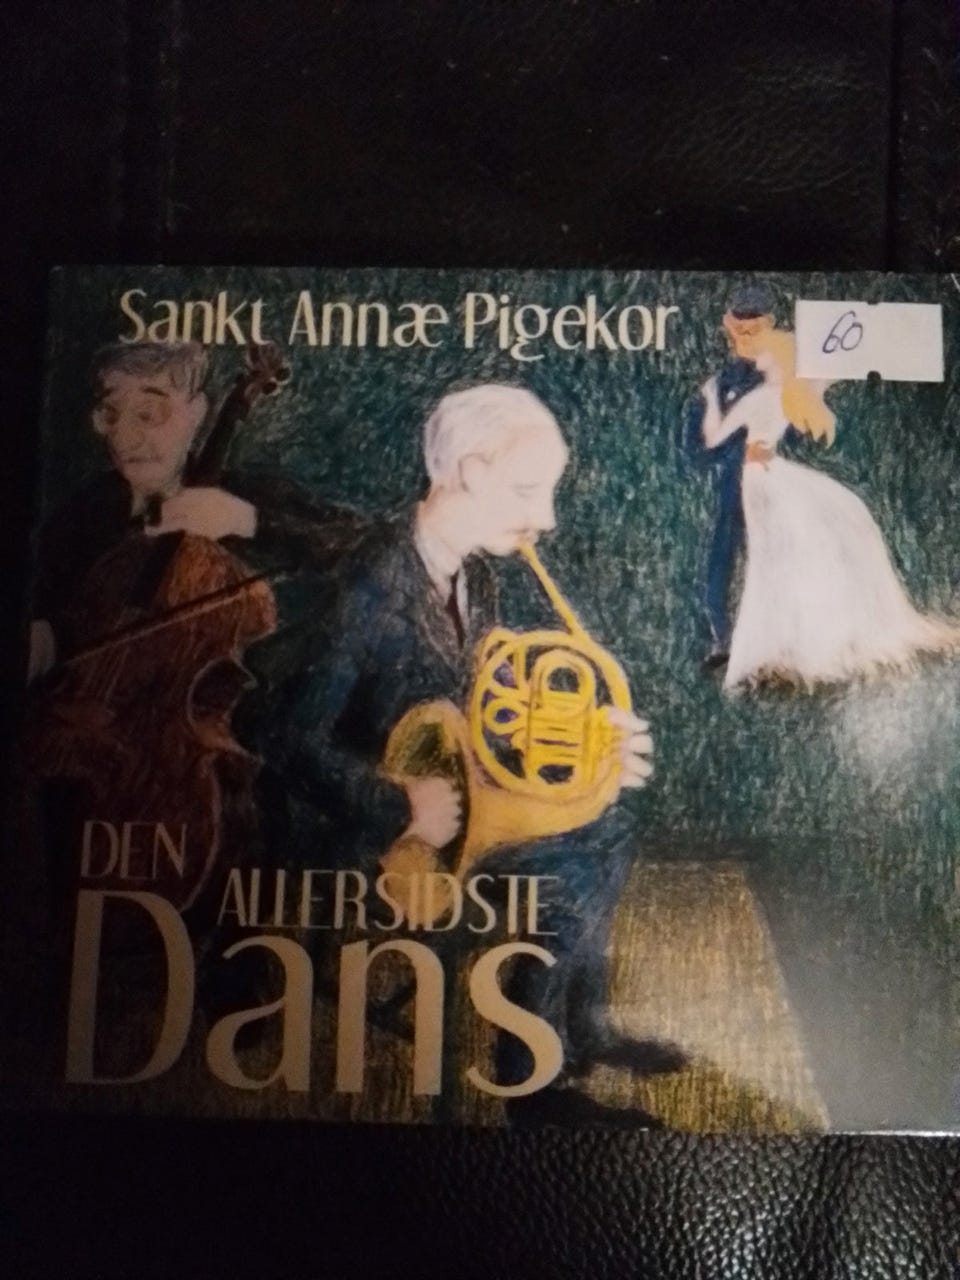 Sankt Annæ Pigekor
60
DEN
ALLERSIDSTE
Dans